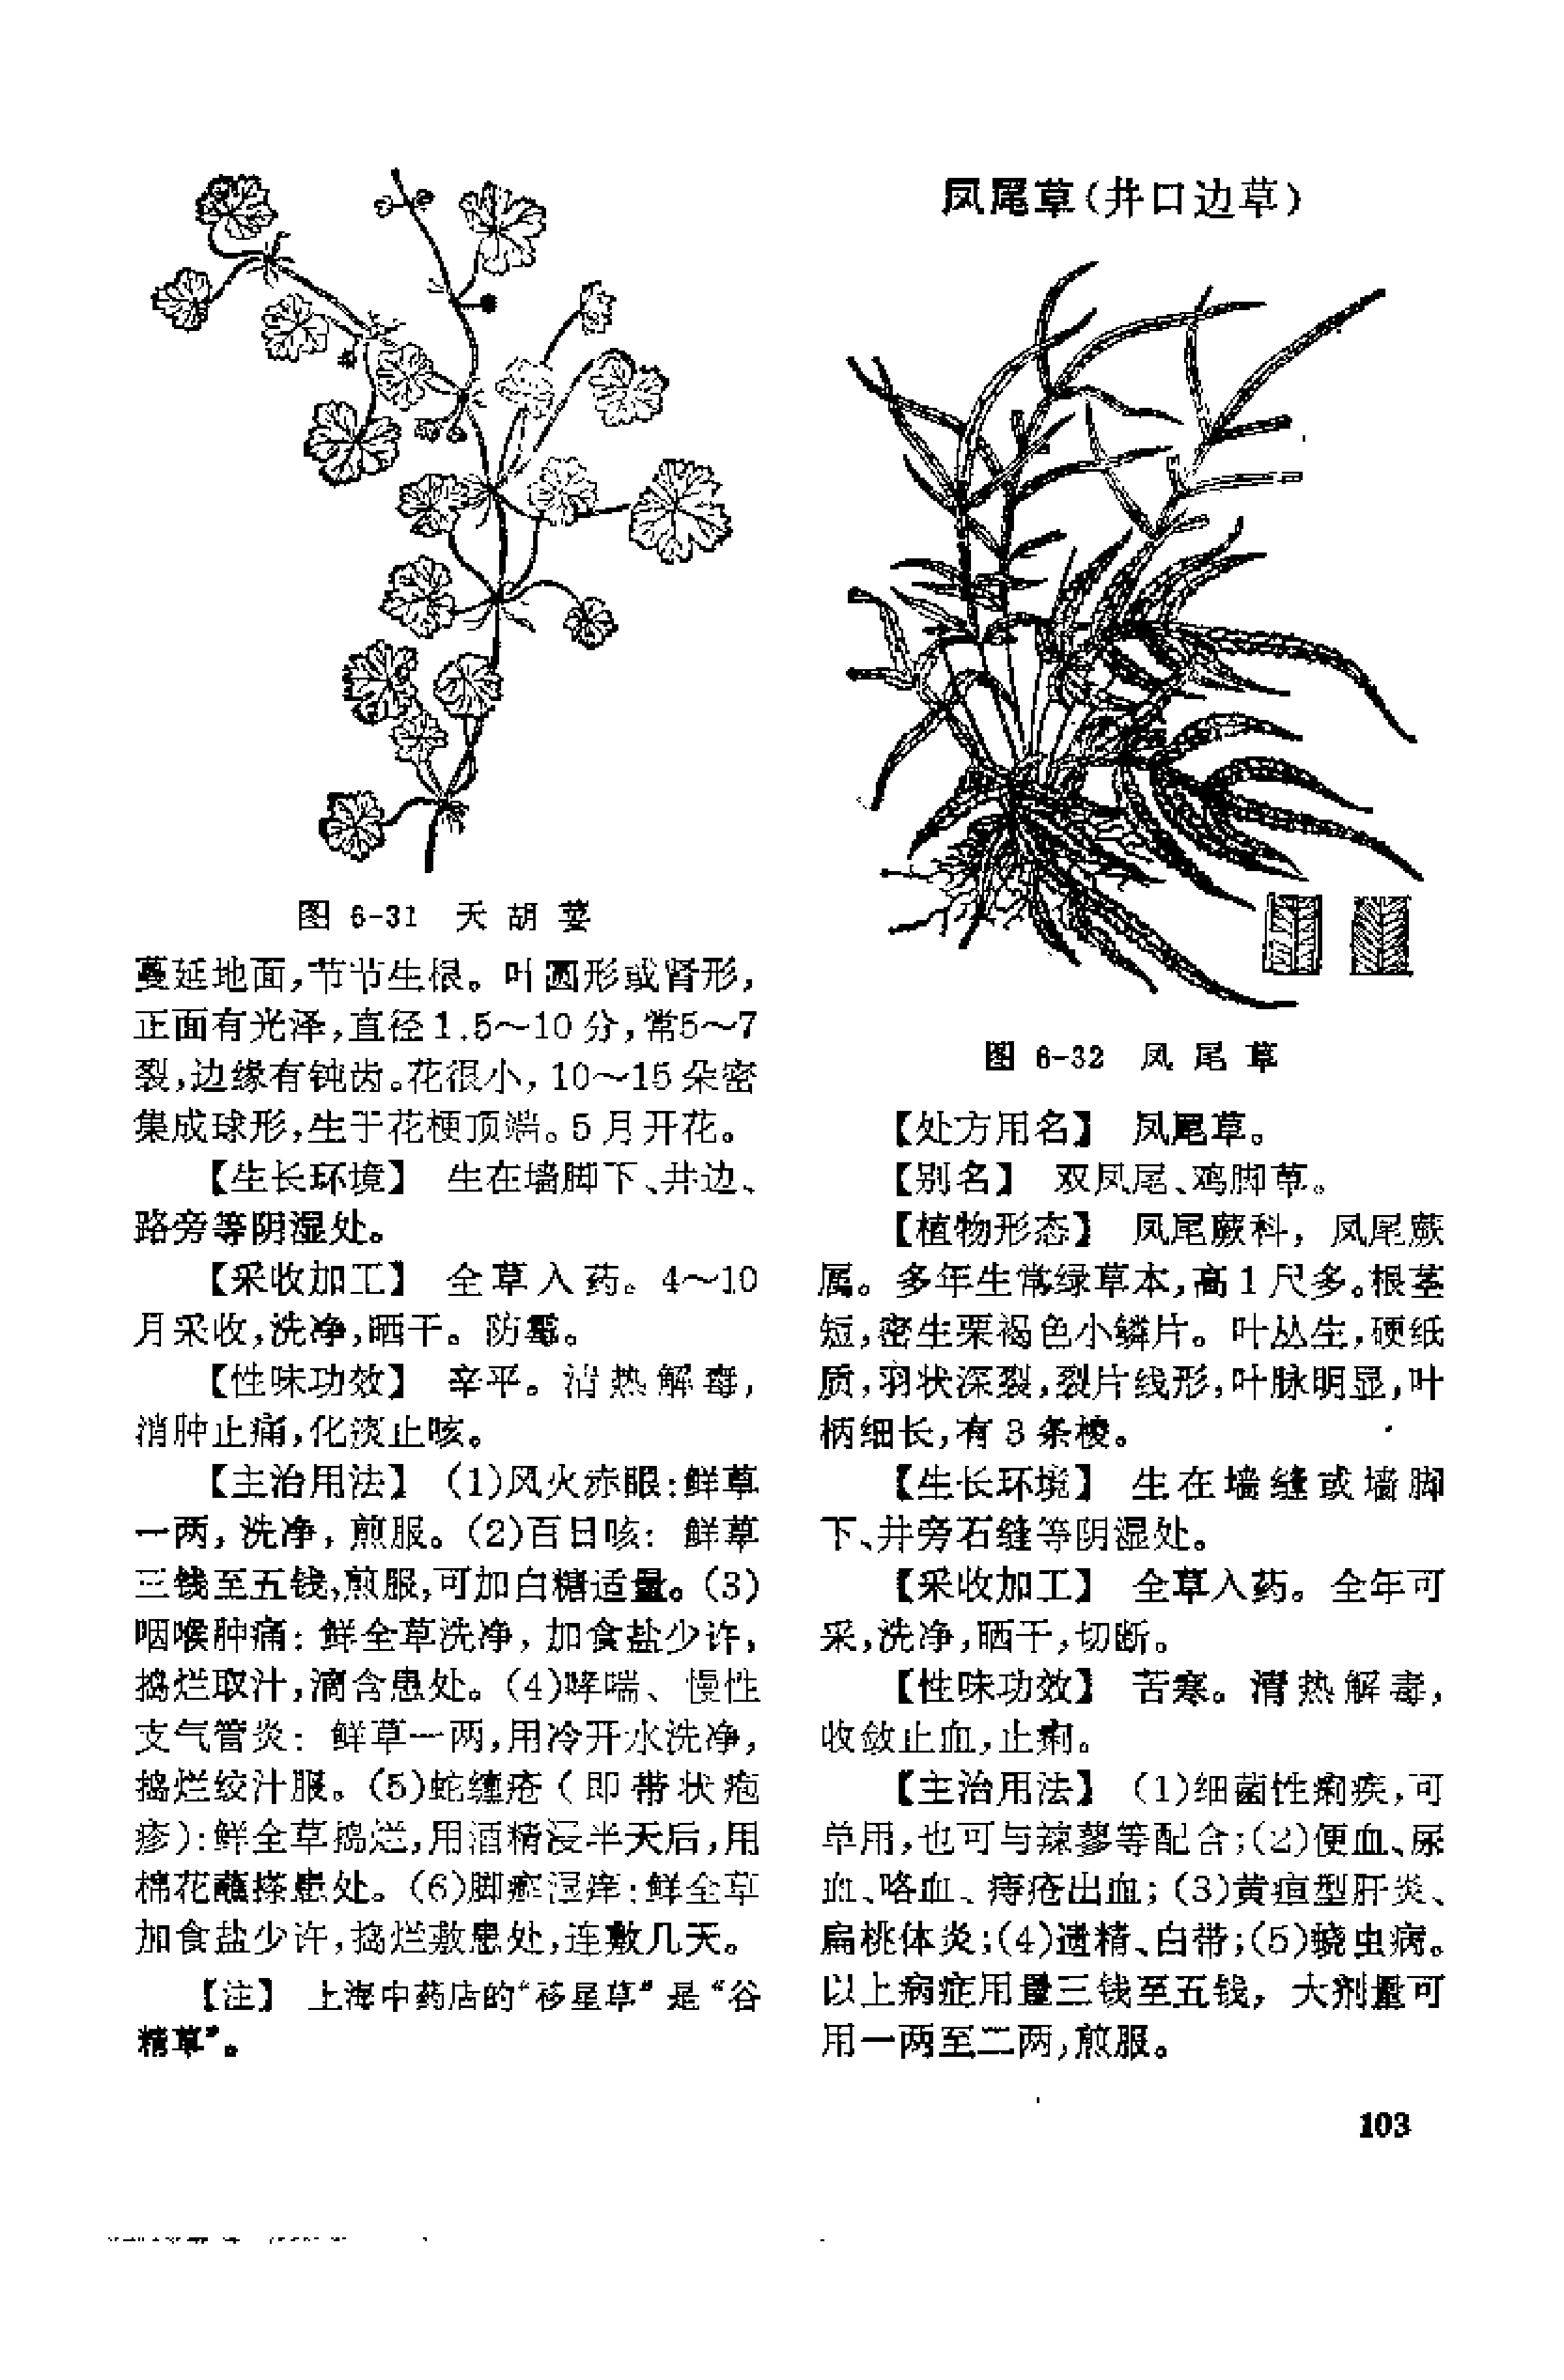 图 6-31 天胡荽
蔓延地面,节节生根。叶圆形或肾形,
正面有光泽,直径1.5～10分,常5～7
裂,边缘有钝齿。花很小,10～15朵密
集成球形,生于花梗顶端。5月开花。
【生长环境】 生在墙脚下、井边、
路旁等阴湿处。
【采收加工】 全草入药。4～10
月采收,洗净,晒干。防霉。
【性味功效】 辛平。清热解毒,
消肿止痛,化痰止咳。
【主治用法】 (1)风火赤眼:鲜草
一两,洗净,煎服。(2)百日咳:鲜草
三钱至五钱,煎服,可加白糖适量。(3)
咽喉肿痛:鲜全草洗净,加食盐少许,
捣烂取汁,滴含患处。(4)哮喘、慢性
支气管炎:鲜草一两,用冷开水洗净,
捣烂绞汁服。(5)蛇缠疮(即带状疱
疹):鲜全草捣烂,用酒精浸半天后,用
棉花蘸搽患处。(6)脚癣湿痒:鲜全草
加食盐少许,捣烂敷患处,连敷几天。
【注】 上海中药店的“移星草”是“谷
精草”。
凤尾草(井口边草)
图 6-32 凤尾草
【处方用名】 凤尾草。
【别名】 双凤尾、鸡脚草。
【植物形态】 凤尾蕨科,凤尾蕨
属。多年生常绿草本,高1尺多。根茎
短,密生栗褐色小鳞片。叶丛生,硬纸
质,羽状深裂,裂片线形,叶脉明显,叶
柄细长,有3条棱。
【生长环境】 生在墙缝或墙脚
下、井旁石缝等阴湿处。
【采收加工】 全草入药。全年可
采,洗净,晒干,切断。
【性味功效】 苦寒。清热解毒,
收敛止血,止痢。
【主治用法】 (1)细菌性痢疾,可
单用,也可与辣蓼等配合;(2)便血、尿
血、咯血、痔疮出血;(3)黄疸型肝炎、
扁桃体炎;(4)遗精、白带;(5)蛲虫病。
以上病症用量三钱至五钱,大剂量可
用一两至二两,煎服。
103